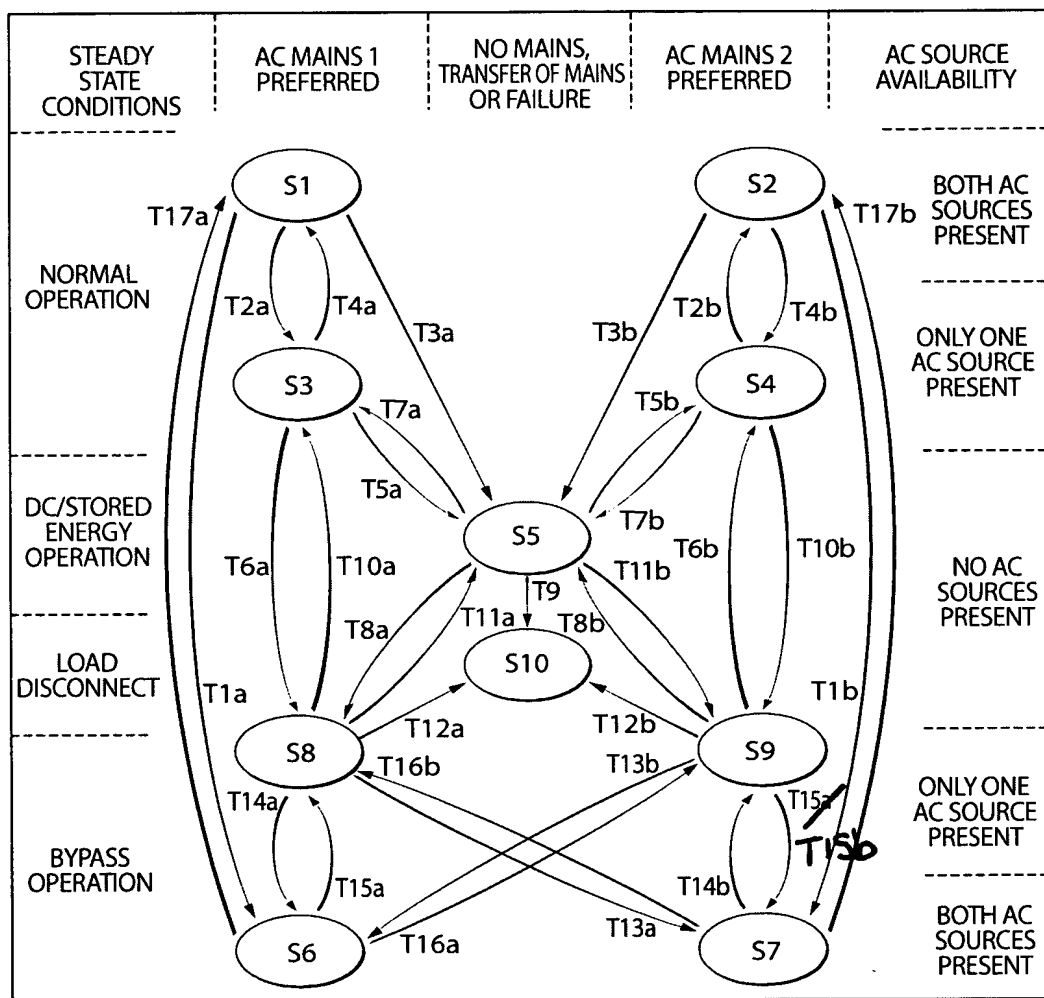 STEADY
STATE
CONDITIONS
AC MAINS 1
PREFERRED
NO MAINS,
TRANSFER OF MAINS
OR FAILURE
AC MAINS 2
PREFERRED
AC SOURCE
AVAILABILITY
S1
S2
T17a
T17b
BOTH AC
SOURCES
PRESENT
NORMAL
OPERATION
T2a
T4a
T2b
T4b
T3a
T3b
ONLY ONE
AC SOURCE
PRESENT
S3
S4
T7a
T5b
T5a
T7b
DC/STORED
ENERGY
OPERATION
S5
T6a
T10a
T6b
T10b
T11b
NO AC
SOURCES
PRESENT
T9
T8a
T11a
T8b
S10
LOAD
DISCONNECT
T1a
T1b
T12a
T12b
S8
S9
T16b
T13b
T14a
T15a
T15b
ONLY ONE
AC SOURCE
PRESENT
BYPASS
OPERATION
T15a
T14b
T16a
T13a
S6
S7
BOTH AC
SOURCES
PRESENT